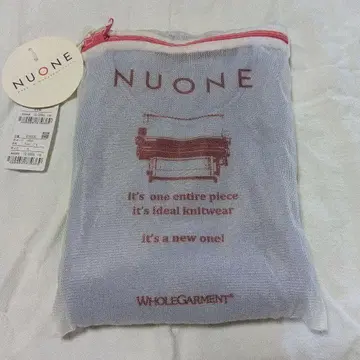 NUONE
NUONE
it's one entire piece
it's ideal knitwear
it's a new one!
WHOLEGARMENT®